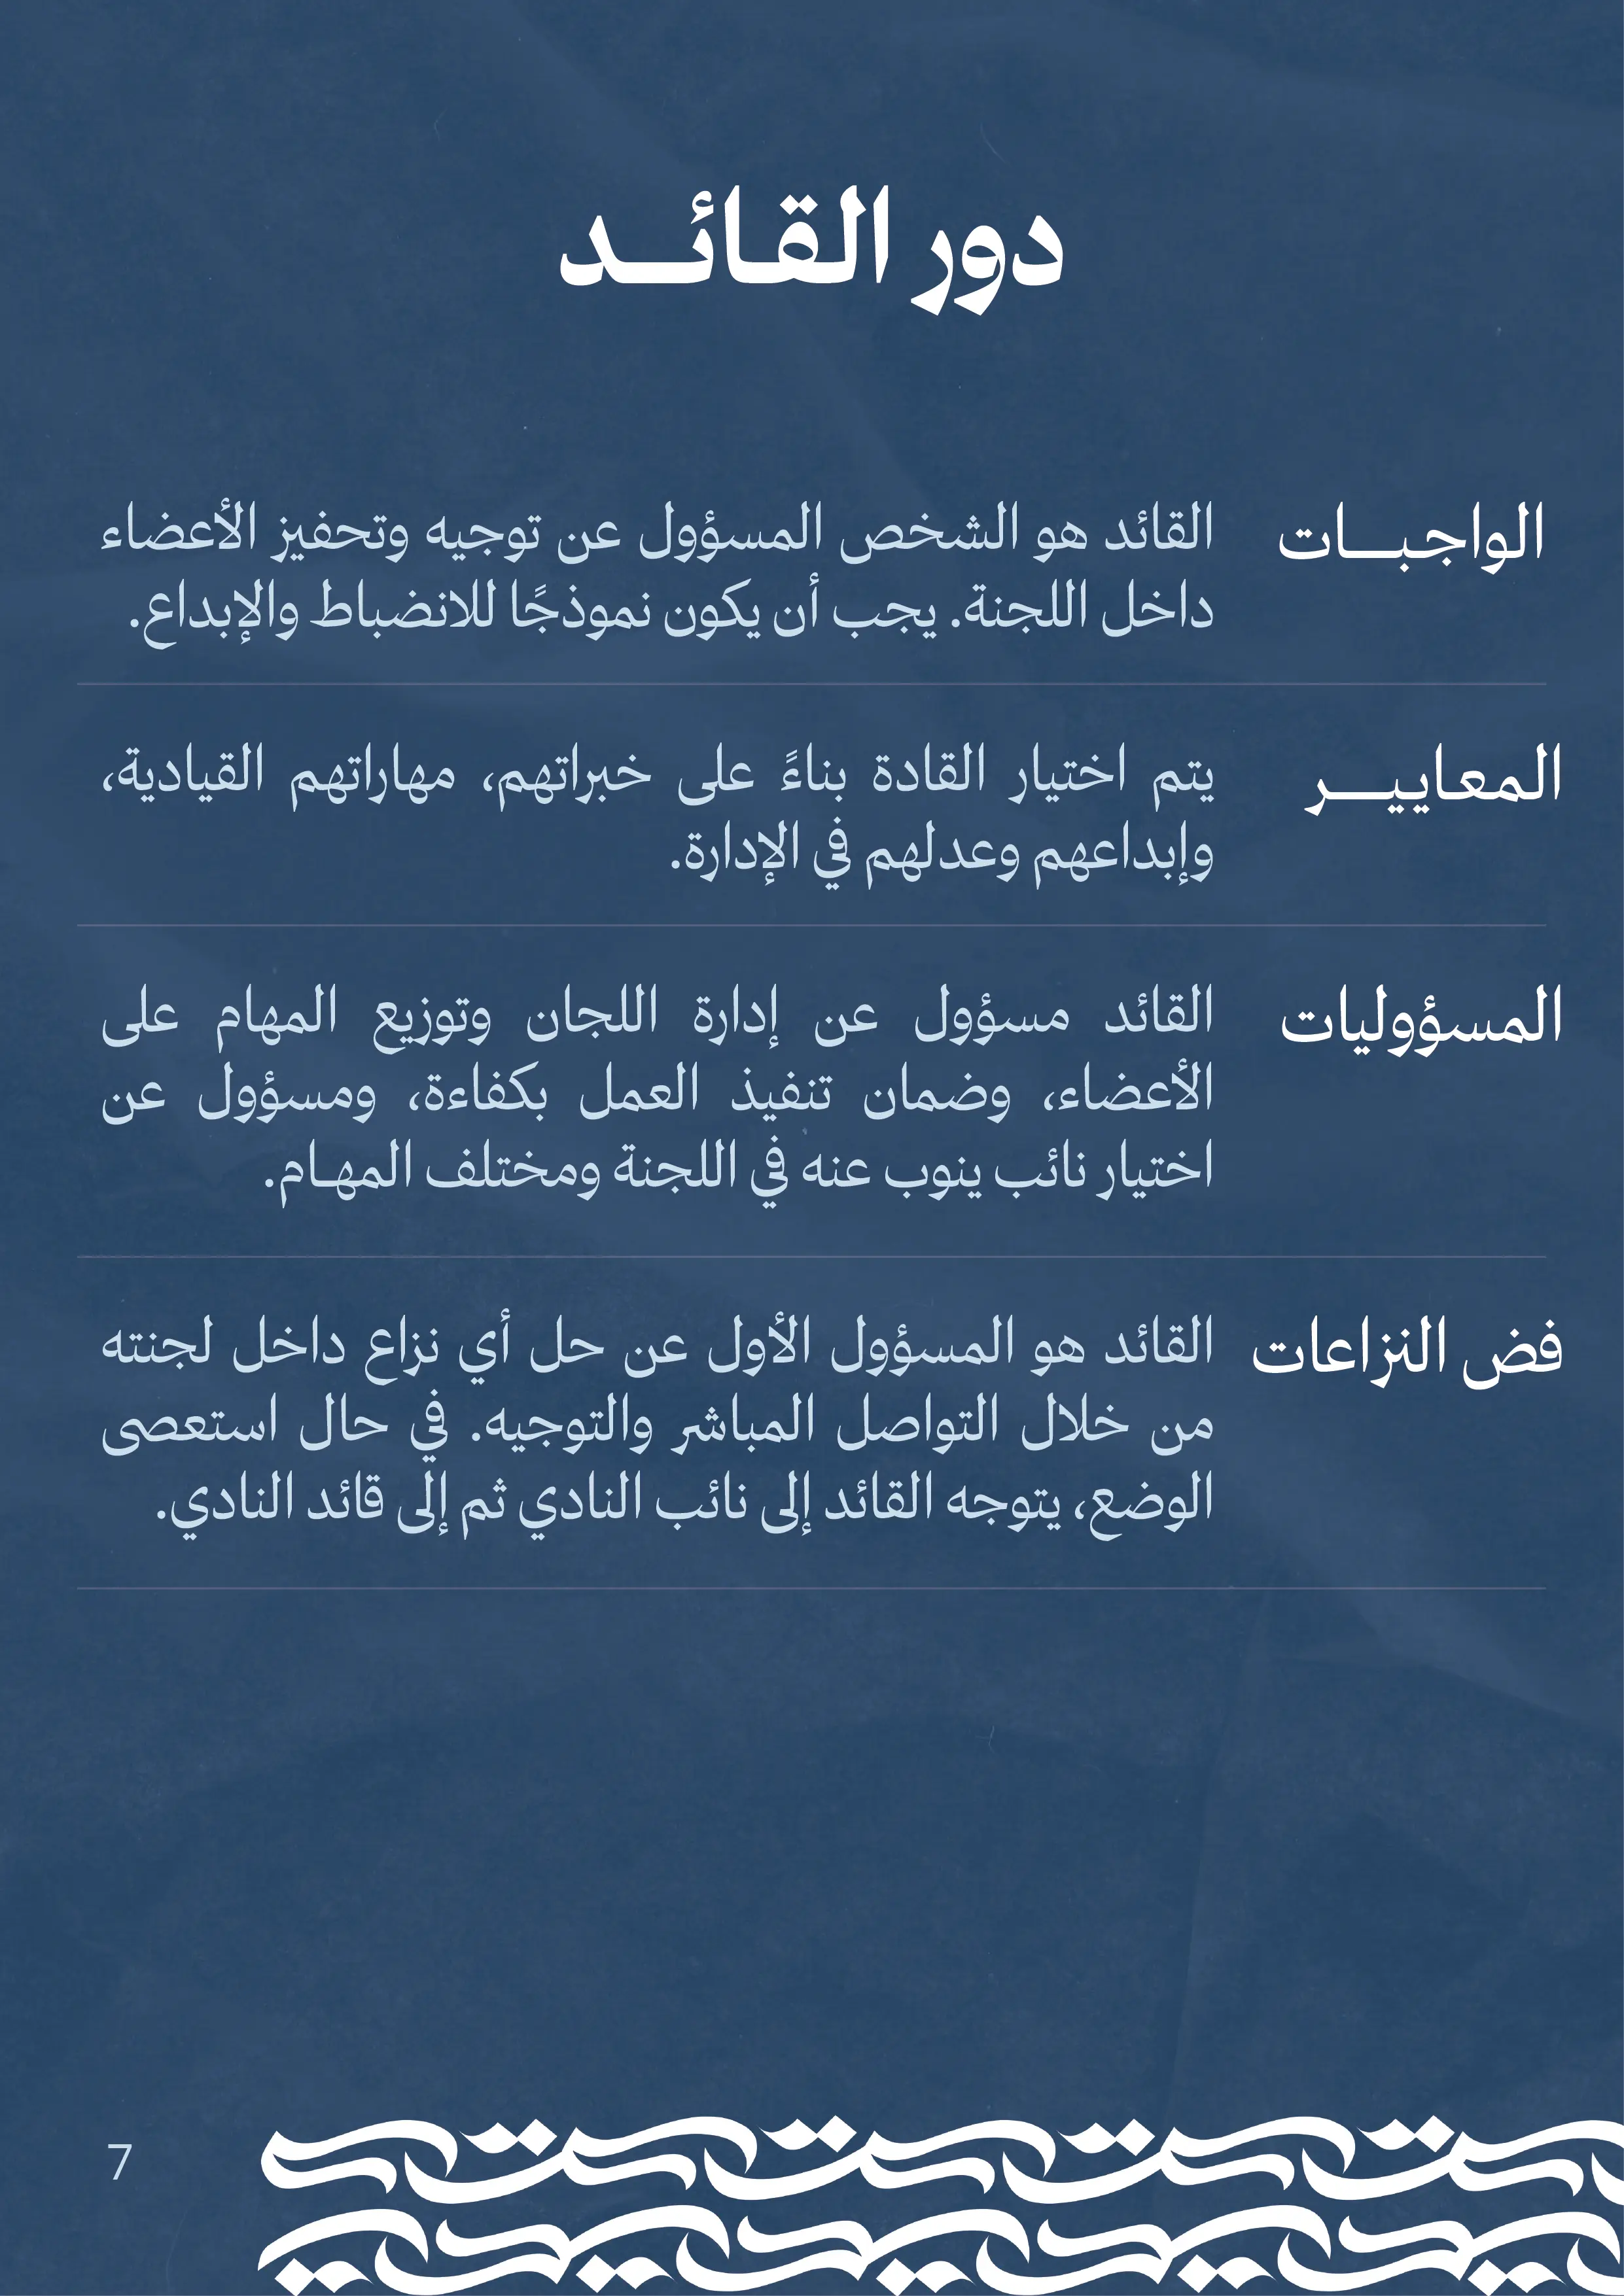 دور القائـد
الواجبـات
القائد هو الشخص المسؤول عن توجيه وتحفيز الأعضاء
داخل اللجنة. يجب أن يكون نموذجًا للانضباط والإبداع.
المعاييـر
يتم اختيار القادة بناءً على خبراتهم، مهاراتهم القيادية،
وإبداعهم وعدلهم في الإدارة.
المسؤوليات
القائد مسؤول عن إدارة اللجان وتوزيع المهام على
الأعضاء، وضمان تنفيذ العمل بكفاءة، ومسؤول عن
اختيار نائب ينوب عنه في اللجنة ومختلف المهـام.
فض النزاعات
القائد هو المسؤول الأول عن حل أي نزاع داخل لجنته
من خلال التواصل المباشر والتوجيه. في حال استعصى
الوضع، يتوجه القائد إلى نائب النادي ثم إلى قائد النادي.
7